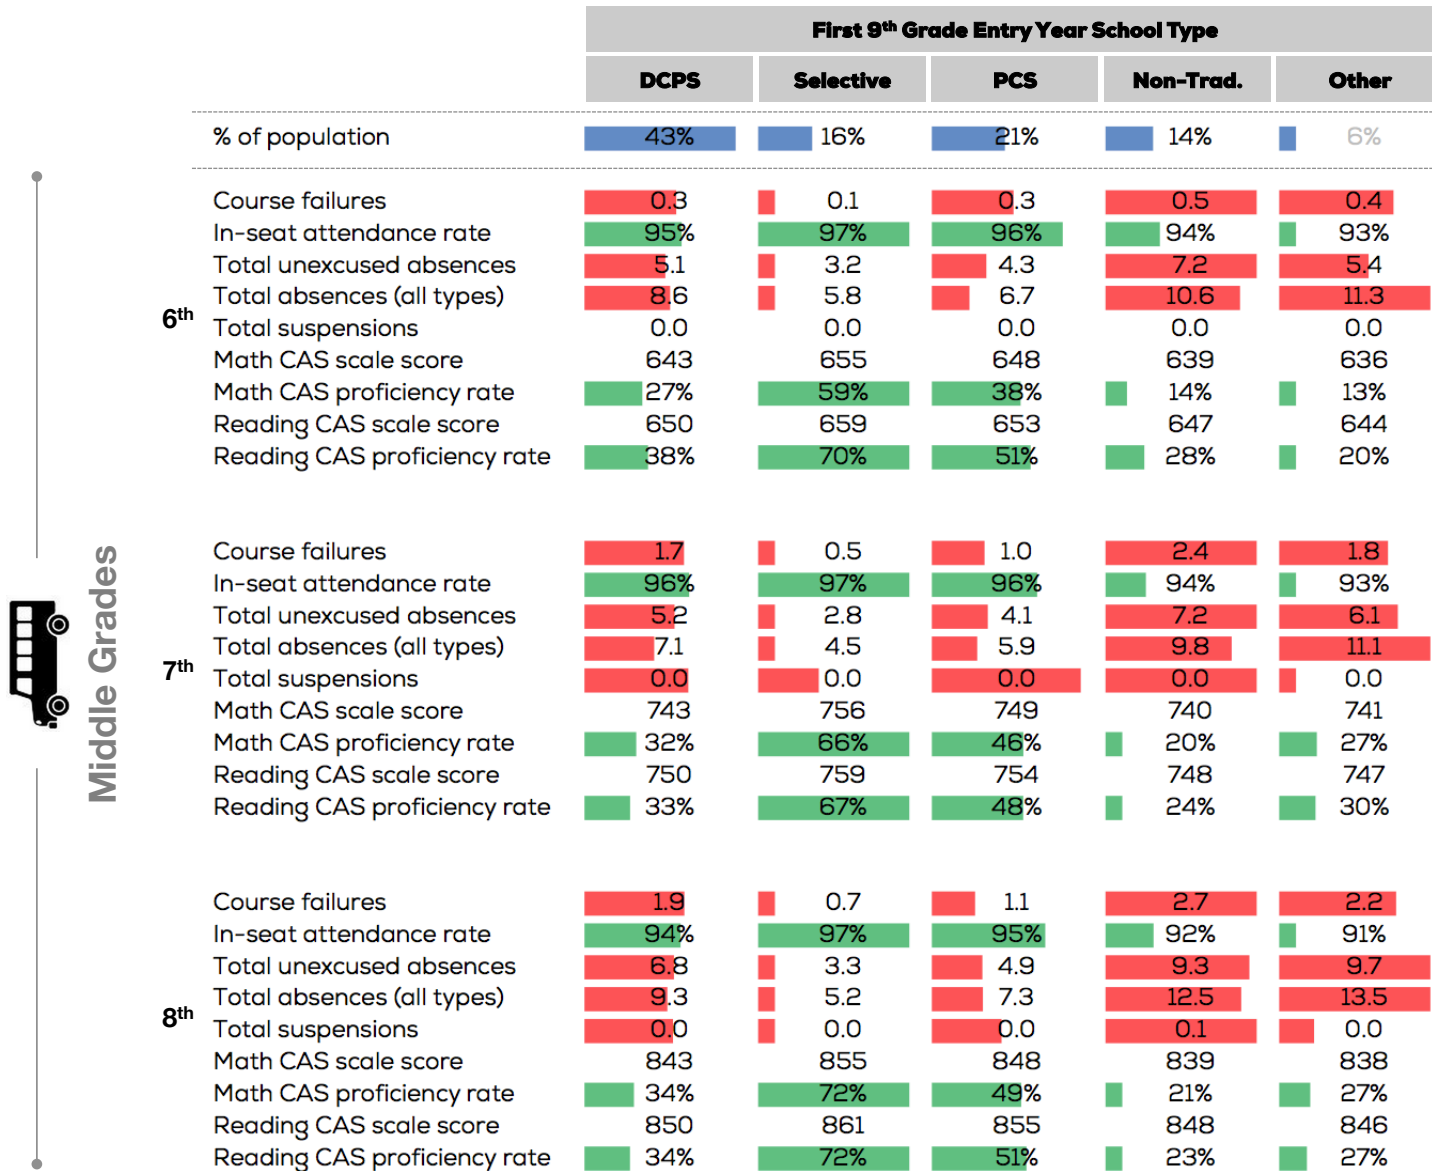 First 9th Grade Entry Year School Type
DCPS Selective PCS Non-Trad. Other
% of population 43% 16% 21% 14% 6%
Middle Grades
6th
Course failures 0.3 0.1 0.3 0.5 0.4
In-seat attendance rate 95% 97% 96% 94% 93%
Total unexcused absences 5.1 3.2 4.3 7.2 5.4
Total absences (all types) 8.6 5.8 6.7 10.6 11.3
Total suspensions 0.0 0.0 0.0 0.0 0.0
Math CAS scale score 643 655 648 639 636
Math CAS proficiency rate 27% 59% 38% 14% 13%
Reading CAS scale score 650 659 653 647 644
Reading CAS proficiency rate 38% 70% 51% 28% 20%
7th
Course failures 1.7 0.5 1.0 2.4 1.8
In-seat attendance rate 96% 97% 96% 94% 93%
Total unexcused absences 5.2 2.8 4.1 7.2 6.1
Total absences (all types) 7.1 4.5 5.9 9.8 11.1
Total suspensions 0.0 0.0 0.0 0.0 0.0
Math CAS scale score 743 756 749 740 741
Math CAS proficiency rate 32% 66% 46% 20% 27%
Reading CAS scale score 750 759 754 748 747
Reading CAS proficiency rate 33% 67% 48% 24% 30%
8th
Course failures 1.9 0.7 1.1 2.7 2.2
In-seat attendance rate 94% 97% 95% 92% 91%
Total unexcused absences 6.8 3.3 4.9 9.3 9.7
Total absences (all types) 9.3 5.2 7.3 12.5 13.5
Total suspensions 0.0 0.0 0.0 0.1 0.0
Math CAS scale score 843 855 848 839 838
Math CAS proficiency rate 34% 72% 49% 21% 27%
Reading CAS scale score 850 861 855 848 846
Reading CAS proficiency rate 34% 72% 51% 23% 27%